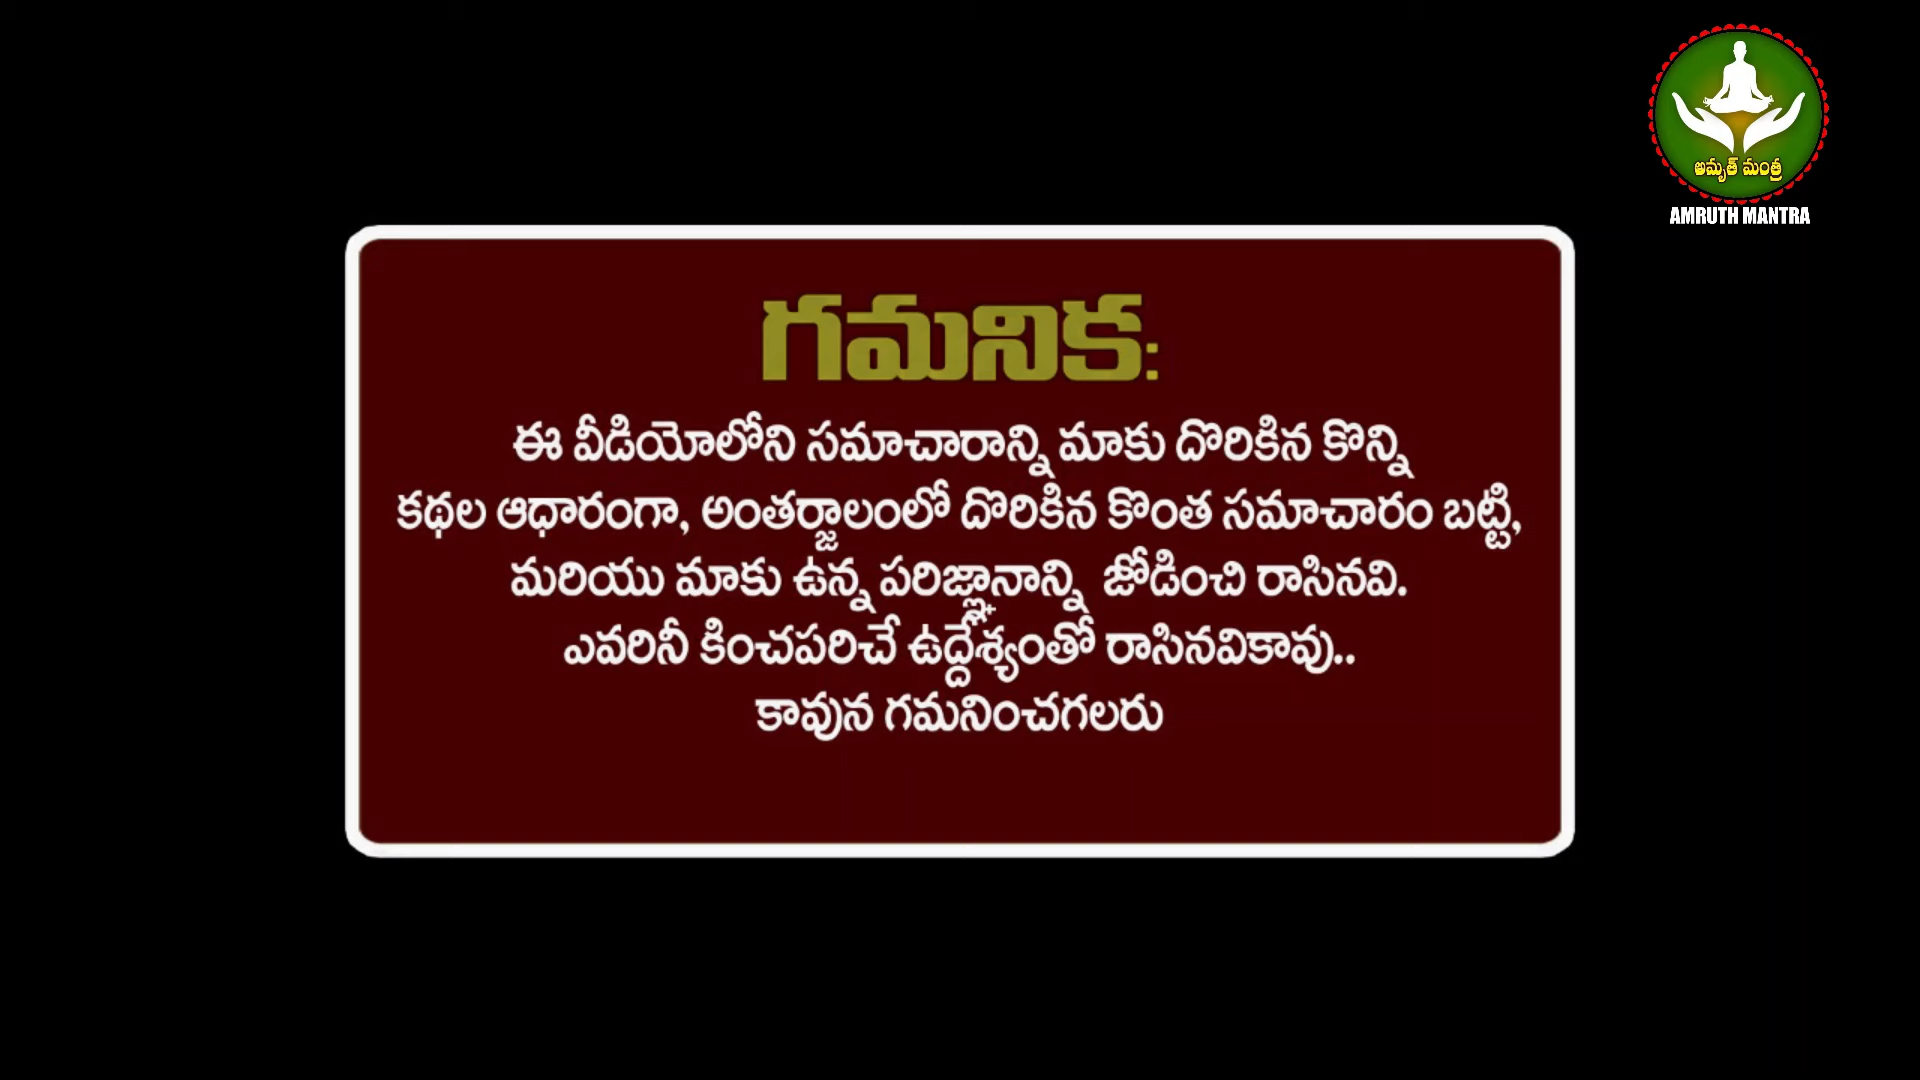 అమృత్ మంత్ర
AMRUTH MANTRA
గమనిక:
ఈ వీడియోలోని సమాచారాన్ని మాకు దొరికిన కొన్ని
కథల ఆధారంగా, అంతర్జాలంలో దొరికిన కొంత సమాచారం బట్టి,
మరియు మాకు ఉన్న పరిజ్ఞానాన్ని జోడించి రాసినవి.
ఎవరినీ కించపరిచే ఉద్దేశ్యంతో రాసినవికావు..
కావున గమనించగలరు